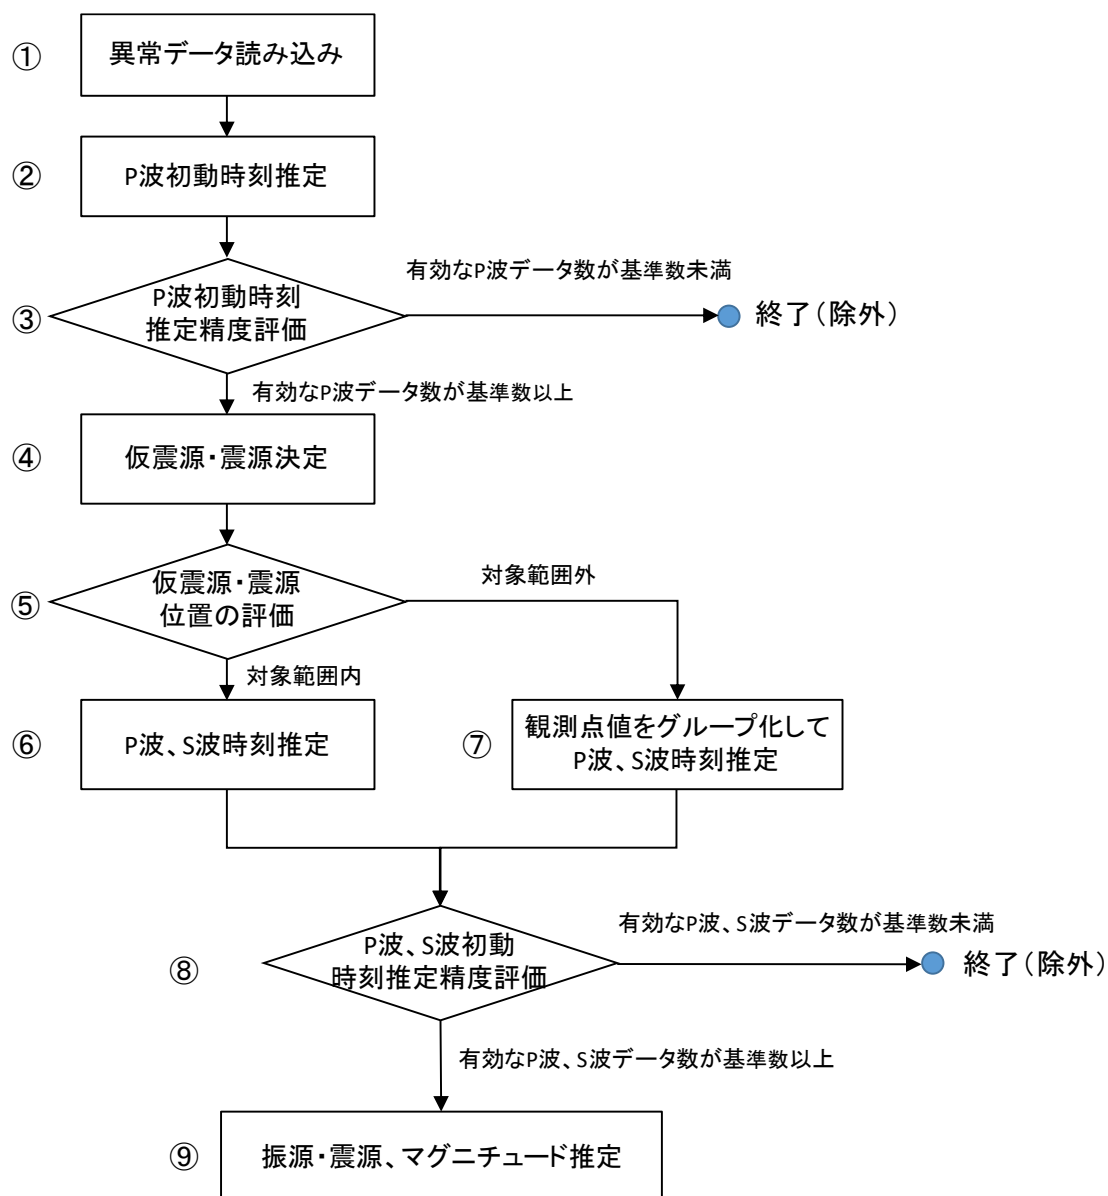 ① 異常データ読み込み
② P波初動時刻推定
有効なP波データ数が基準数未満
③ P波初動時刻
推定精度評価
終了(除外)
有効なP波データ数が基準数以上
④ 仮震源・震源決定
⑤ 仮震源・震源
位置の評価
対象範囲外
対象範囲内
⑥ P波、S波時刻推定
⑦ 観測点値をグループ化して
P波、S波時刻推定
有効なP波、S波データ数が基準数未満
⑧ P波、S波初動
時刻推定精度評価
終了(除外)
有効なP波、S波データ数が基準数以上
⑨ 振源・震源、マグニチュード推定